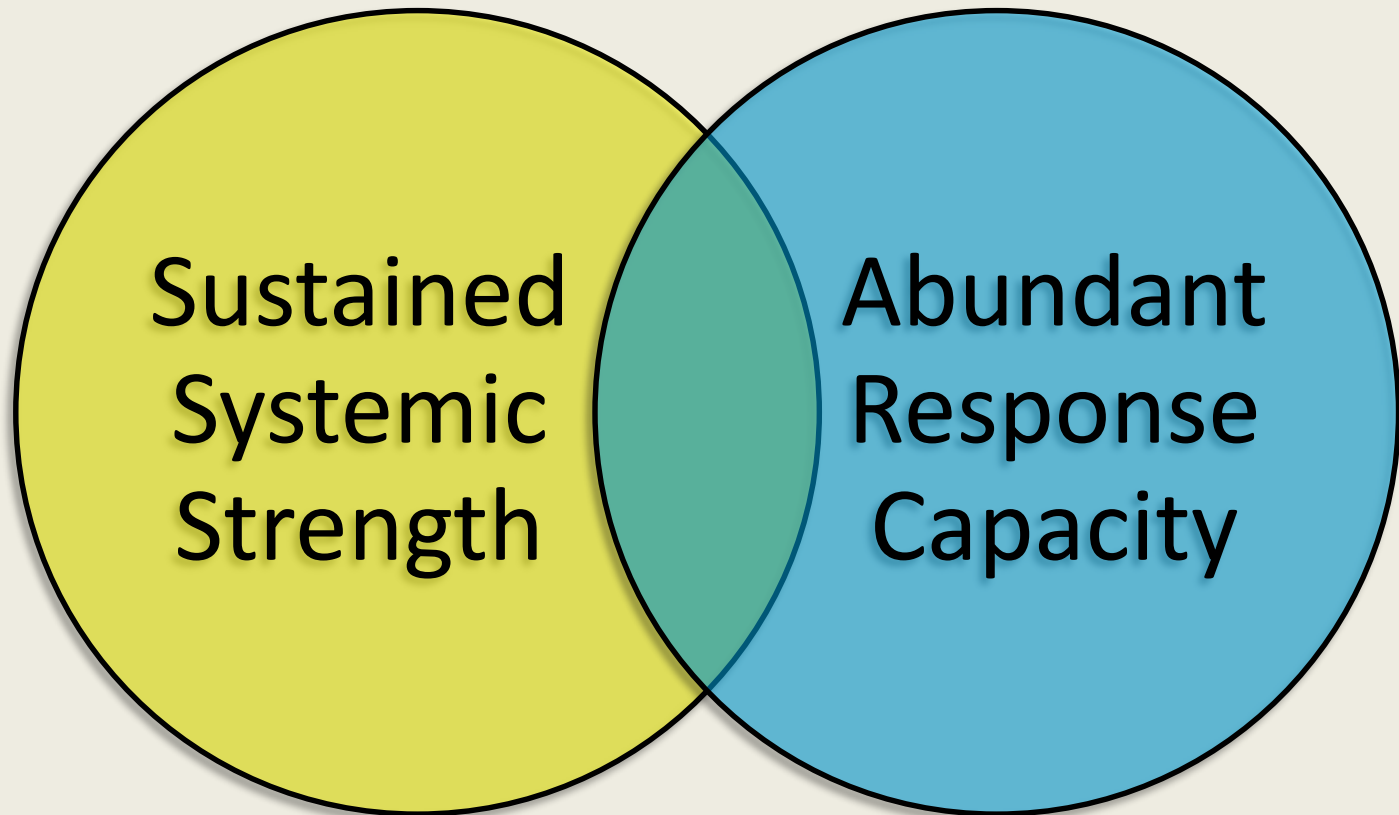 Sustained
Systemic
Strength
Abundant
Response
Capacity